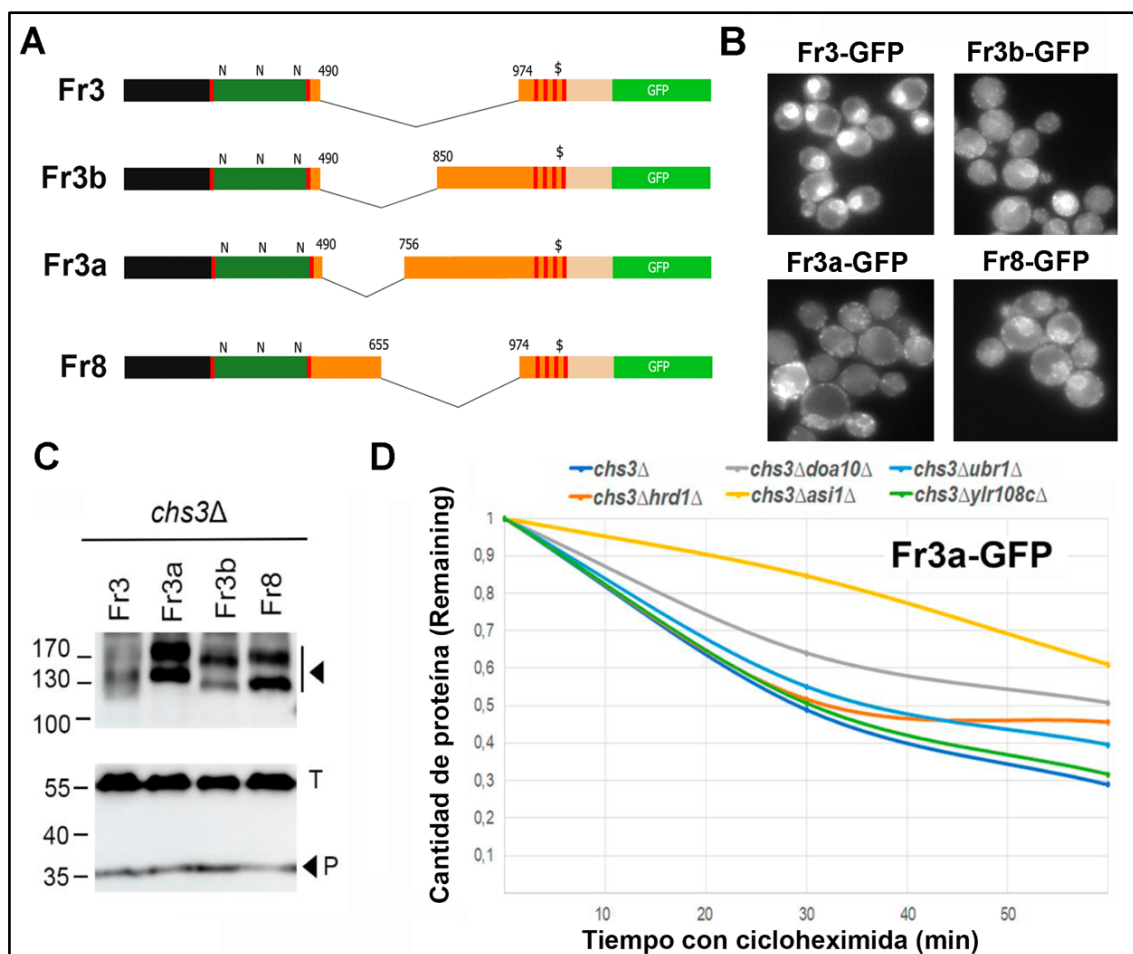 A
Fr3
N N N 490 974 $
GFP
Fr3b
N N N 490 850 $
GFP
Fr3a
N N N 490 756 $
GFP
Fr8
N N N 655 974 $
GFP
B
Fr3-GFP Fr3b-GFP
Fr3a-GFP Fr8-GFP
C
chs3Δ
Fr3 Fr3a Fr3b Fr8
170
130
100
55 T
40
35 P
D
chs3Δ chs3Δdoa10Δ chs3Δubr1Δ
chs3Δhrd1Δ chs3Δasi1Δ chs3Δylr108cΔ
Fr3a-GFP
Cantidad de proteína (Remaining)
1
0,9
0,8
0,7
0,6
0,5
0,4
0,3
0,2
0,1
10 20 30 40 50
Tiempo con cicloheximida (min)